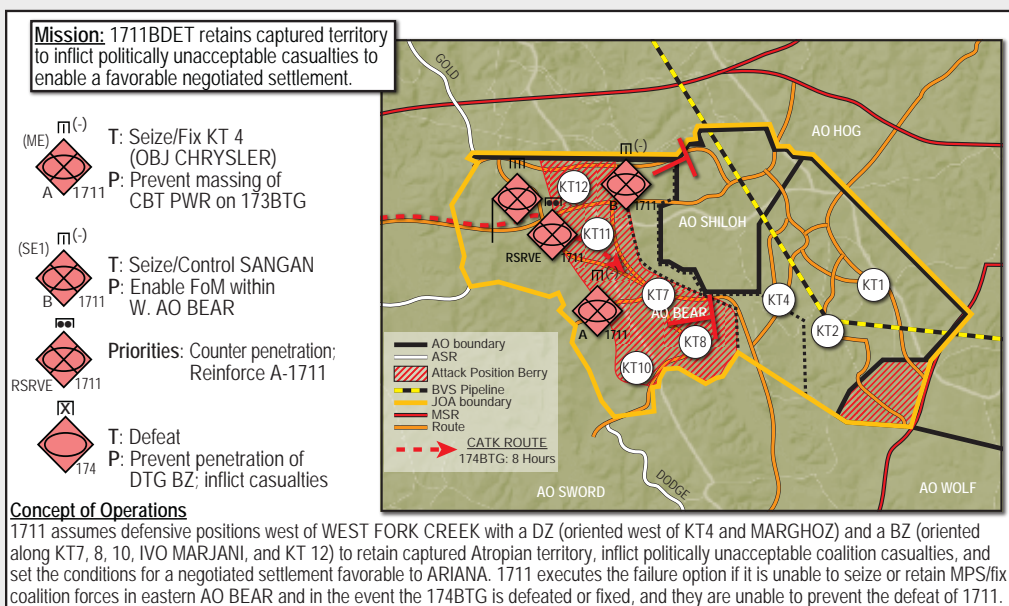 Mission: 1711BDET retains captured territory
to inflict politically unacceptable casualties to
enable a favorable negotiated settlement.
(ME)
(-)
A
1711
T: Seize/Fix KT 4
(OBJ CHRYSLER)
P: Prevent massing of
CBT PWR on 173BTG
(SE1)
(-)
B
1711
T: Seize/Control SANGAN
P: Enable FoM within
W. AO BEAR
RSRVE
1711
Priorities: Counter penetration;
Reinforce A-1711
X
174
T: Defeat
P: Prevent penetration of
DTG BZ; inflict casualties
GOLD
AO HOG
(-)
KT12
B
1711
AO SHILOH
KT11
RSRVE
1711
KT1
(-)
KT7
KT4
A
1711
AO BEAR
KT2
KT8
KT10
AO boundary
ASR
Attack Position Berry
BVS Pipeline
JOA boundary
MSR
Route
CATK ROUTE
174BTG: 8 Hours
DODGE
AO SWORD
AO WOLF
Concept of Operations
1711 assumes defensive positions west of WEST FORK CREEK with a DZ (oriented west of KT4 and MARGHOZ) and a BZ (oriented
along KT7, 8, 10, IVO MARJANI, and KT 12) to retain captured Atropian territory, inflict politically unacceptable coalition casualties, and
set the conditions for a negotiated settlement favorable to ARIANA. 1711 executes the failure option if it is unable to seize or retain MPS/fix
coalition forces in eastern AO BEAR and in the event the 174BTG is defeated or fixed, and they are unable to prevent the defeat of 1711.